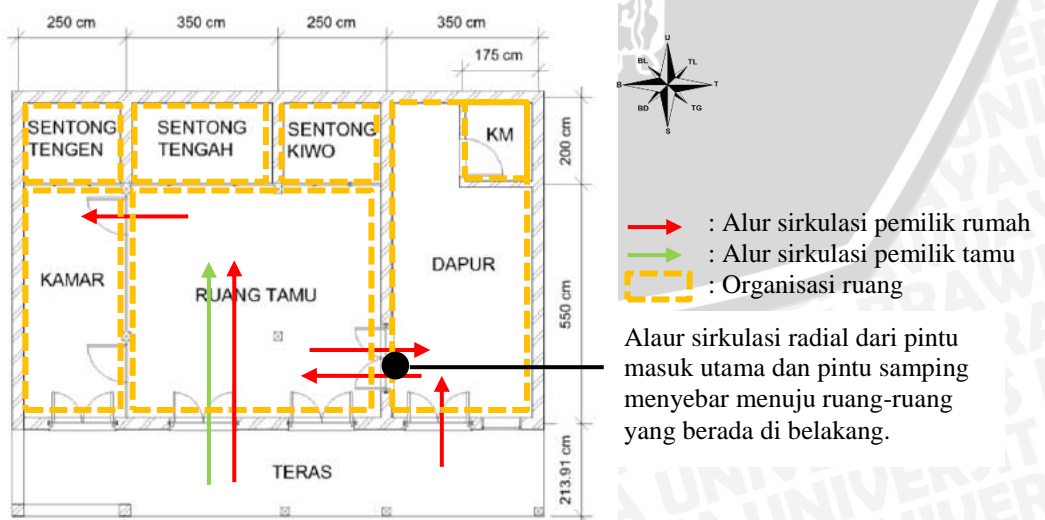 250 cm
350 cm
250 cm
350 cm
175 cm
SENTONG
TENGEN
SENTONG
TENGAH
SENTONG
KIWO
KM
200 cm
KAMAR
RUANG TAMU
DAPUR
550 cm
TERAS
213.91 cm
U
BL
TL
B
T
BD
TG
S
: Alur sirkulasi pemilik rumah
: Alur sirkulasi pemilik tamu
: Organisasi ruang
Alaur sirkulasi radial dari pintu
masuk utama dan pintu samping
menyebar menuju ruang-ruang
yang berada di belakang.